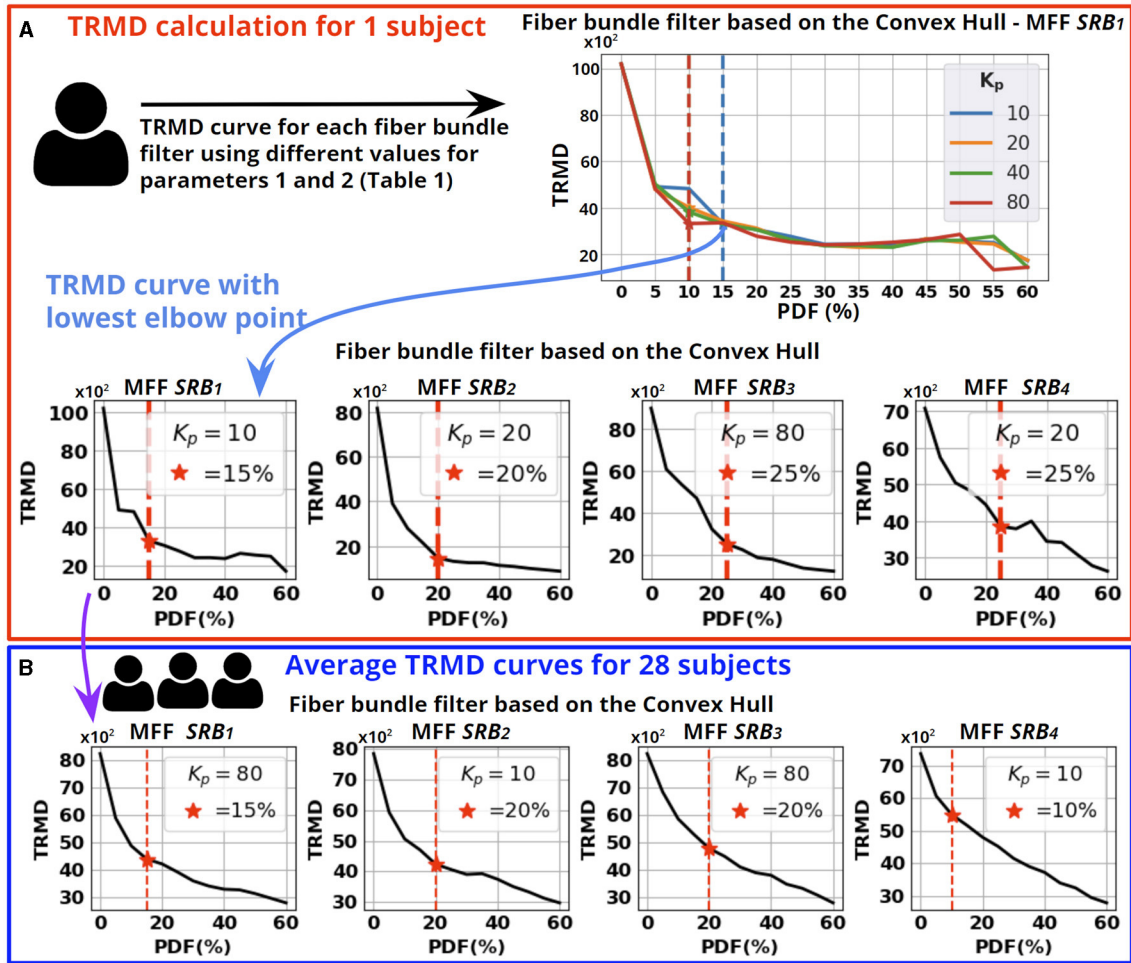 A
TRMD calculation for 1 subject
Fiber bundle filter based on the Convex Hull - MFF SRB1
TRMD curve for each fiber bundle
filter using different values for
parameters 1 and 2 (Table 1)
x10²
100
80
60
40
20
TRMD
Kp
10
20
40
80
0 5 10 15 20 25 30 35 40 45 50 55 60
PDF (%)
TRMD curve with
lowest elbow point
Fiber bundle filter based on the Convex Hull
x10² MFF SRB1
100
80
60
40
20
TRMD
Kp = 10
★ =15%
0 20 40 60
PDF(%)
x10² MFF SRB2
80
60
40
20
TRMD
Kp = 20
★ =20%
0 20 40 60
PDF(%)
x10² MFF SRB3
80
60
40
20
TRMD
Kp = 80
★ =25%
0 20 40 60
PDF(%)
x10² MFF SRB4
70
60
50
40
30
TRMD
Kp = 20
★ =25%
0 20 40 60
PDF(%)
B
Average TRMD curves for 28 subjects
Fiber bundle filter based on the Convex Hull
x10² MFF SRB1
80
70
60
50
40
30
TRMD
Kp = 80
★ =15%
0 20 40 60
PDF(%)
x10² MFF SRB2
80
70
60
50
40
30
TRMD
Kp = 10
★ =20%
0 20 40 60
PDF(%)
x10² MFF SRB3
80
70
60
50
40
30
TRMD
Kp = 80
★ =20%
0 20 40 60
PDF(%)
x10² MFF SRB4
70
60
50
40
30
TRMD
Kp = 10
★ =10%
0 20 40 60
PDF(%)